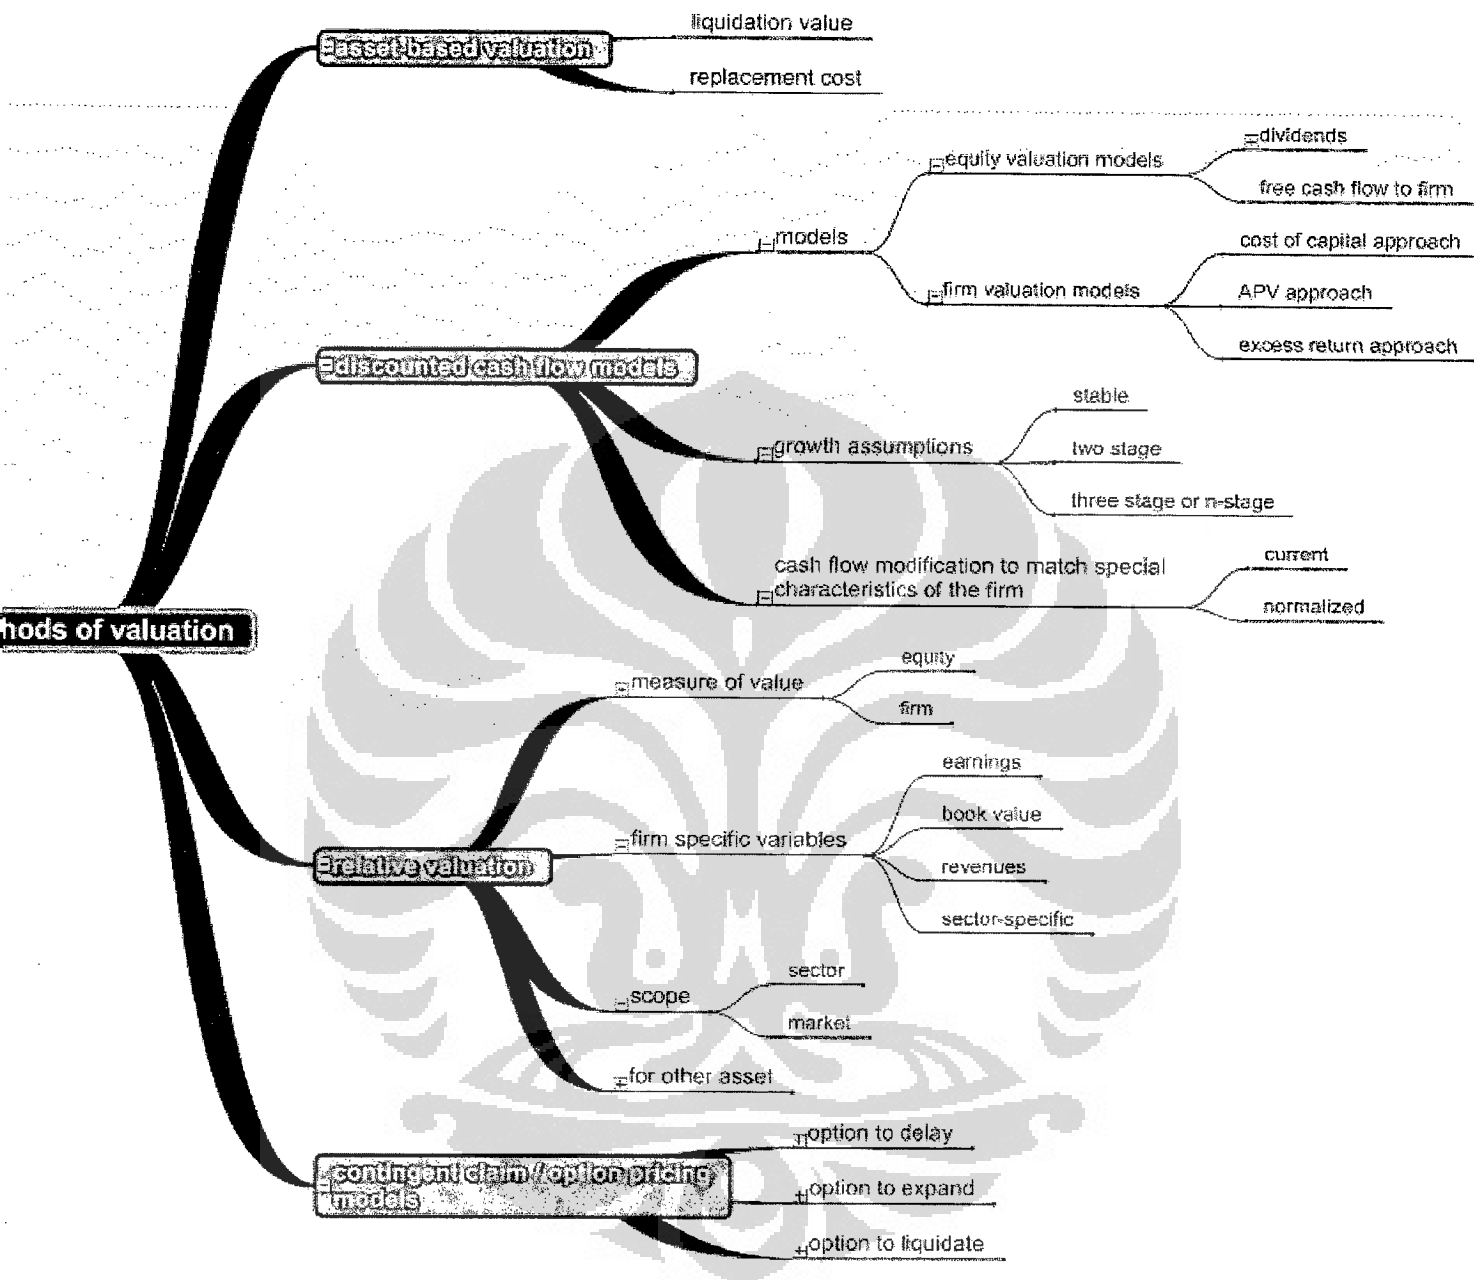 liquidation value
asset based valuation
replacement cost
dividends
equity valuation models
free cash flow to firm
models
cost of capital approach
firm valuation models
APV approach
excess return approach
discounted cash flow models
stable
growth assumptions
two stage
three stage or n-stage
cash flow modification to match special
characteristics of the firm
current
normalized
hods of valuation
equity
measure of value
firm
earnings
book value
firm specific variables
revenues
relative valuation
sector-specific
sector
scope
market
for other asset
option to delay
contingent claim / option pricing
models
option to expand
option to liquidate